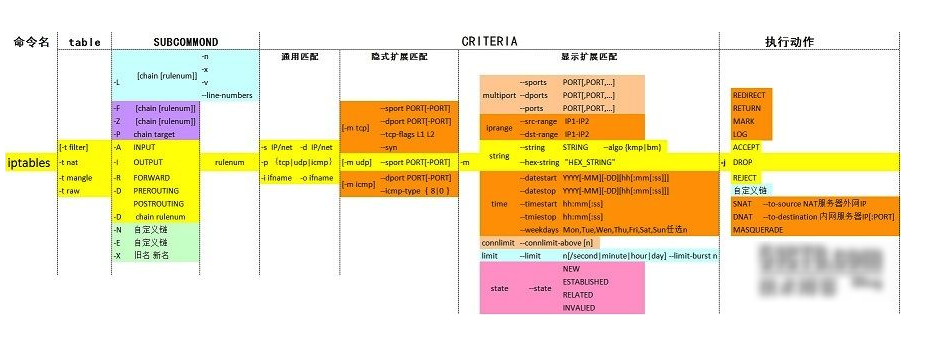 命令名 table SUBCOMMOND CRITERIA 执行动作
通用匹配 隐式扩展匹配 显示扩展匹配
-n
-x
-L [chain [rulenum]]
-v
--line-numbers
multiport --sports PORT[,PORT,...]
--dports PORT[,PORT,...]
--ports PORT[,PORT,...]
REDIRECT
-F [chain [rulenum]]
[-m tcp] --sport PORT[-PORT]
RETURN
-Z [chain [rulenum]]
--dport PORT[-PORT]
iprange --src-range IP1-IP2
MARK
-P chain target
--tcp-flags L1 L2
--dst-range IP1-IP2
LOG
[-t filter] -A INPUT -s IP/net -d IP/net --syn
string --string STRING --algo {kmp|bm}
ACCEPT
iptables -t nat -I OUTPUT rulenum -p {tcp|udp|icmp} [-m udp] --sport PORT[-PORT] -m --hex-string "HEX_STRING" -j DROP
-t mangle -R FORWARD -i ifname -o ifname
[-m icmp] --dport PORT[-PORT]
time --datestart YYYY[-MM][-DD][hh[:mm[:ss]]]
REJECT
-t raw -D PREROUTING
--icmp-type {8|0}
--datestop YYYY[-MM][-DD][hh[:mm[:ss]]]
自定义链
POSTROUTING
--timestart hh:mm[:ss]
SNAT --to-source NAT服务器外网IP
-D chain rulenum
--tmiestop hh:mm[:ss]
DNAT --to-destination 内网服务器IP[:PORT]
-N 自定义链
--weekdays Mon,Tue,Wen,Thu,Fri,Sat,Sun任选n
MASQUERADE
-E 自定义链
connlimit --connlimit-above [n]
-X 旧名 新名
limit --limit n[/second|minute|hour|day] --limit-burst n
state --state NEW
ESTABLISHED
RELATED
INVALIED